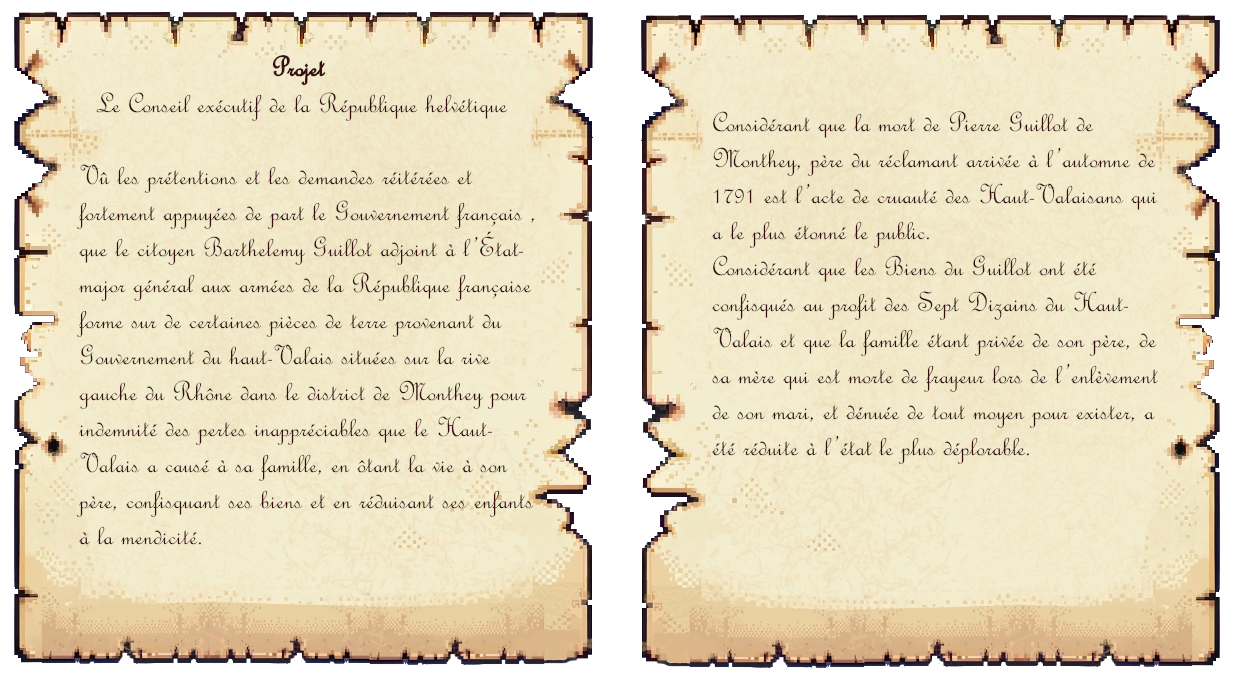 Projet
Le Conseil exécutif de la République helvétique
Vû les prétentions et les demandes réitérées et
fortement appuyées de part le Gouvernement français ,
que le citoyen Barthelemy Guillot adjoint à l'État-
major général aux armées de la République française
forme sur de certaines pièces de terre provenant du
Gouvernement du haut-Valais situées sur la rive
gauche du Rhône dans le district de Monthey pour
indemnité des pertes inappréciables que le Haut-
Valais a causé à sa famille, en ôtant la vie à son
père, confisquant ses biens et en réduisant ses enfants
à la mendicité.
Considérant que la mort de Pierre Guillot de
Monthey, père du réclamant arrivée à l'automne de
1791 est l'acte de cruauté des Haut-Valaisans qui
a le plus étonné le public.
Considérant que les Biens du Guillot ont été
confisqués au profit des Sept Dizains du Haut-
Valais et que la famille étant privée de son père, de
sa mère qui est morte de frayeur lors de l'enlèvement
de son mari, et dénuée de tout moyen pour exister, a
été réduite à l'état le plus déplorable.